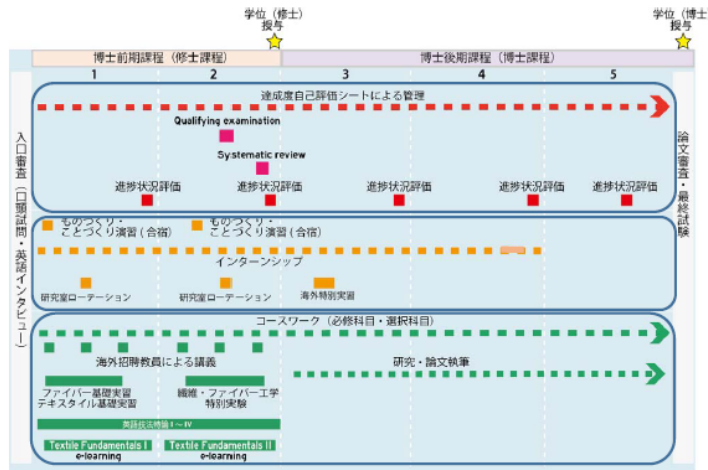 学位（修士）
授与
学位（博士
授与
博士前期課程（修士課程）
博士後期課程（博士課程）
1
2
3
4
5
入口審査（口頭試問・英語インタビュー）
達成度自己評価シートによる管理
Qualifying examination
Systematic review
進捗状況評価
進捗状況評価
進捗状況評価
進捗状況評価
進捗状況評価
論文審査・最終試験
ものづくり・
ことづくり演習(合宿)
ものづくり・
ことづくり演習(合宿)
インターンシップ
研究室ローテーション
研究室ローテーション
海外特別実習
コースワーク（必修科目・選択科目）
海外招聘教員による講義
研究・論文執筆
ファイバー基礎実習
テキスタイル基礎実習
繊維・ファイバー工学
特別実験
英語技法特論Ⅰ～Ⅳ
Textile Fundamentals I
e-learning
Textile Fundamentals II
e-learning